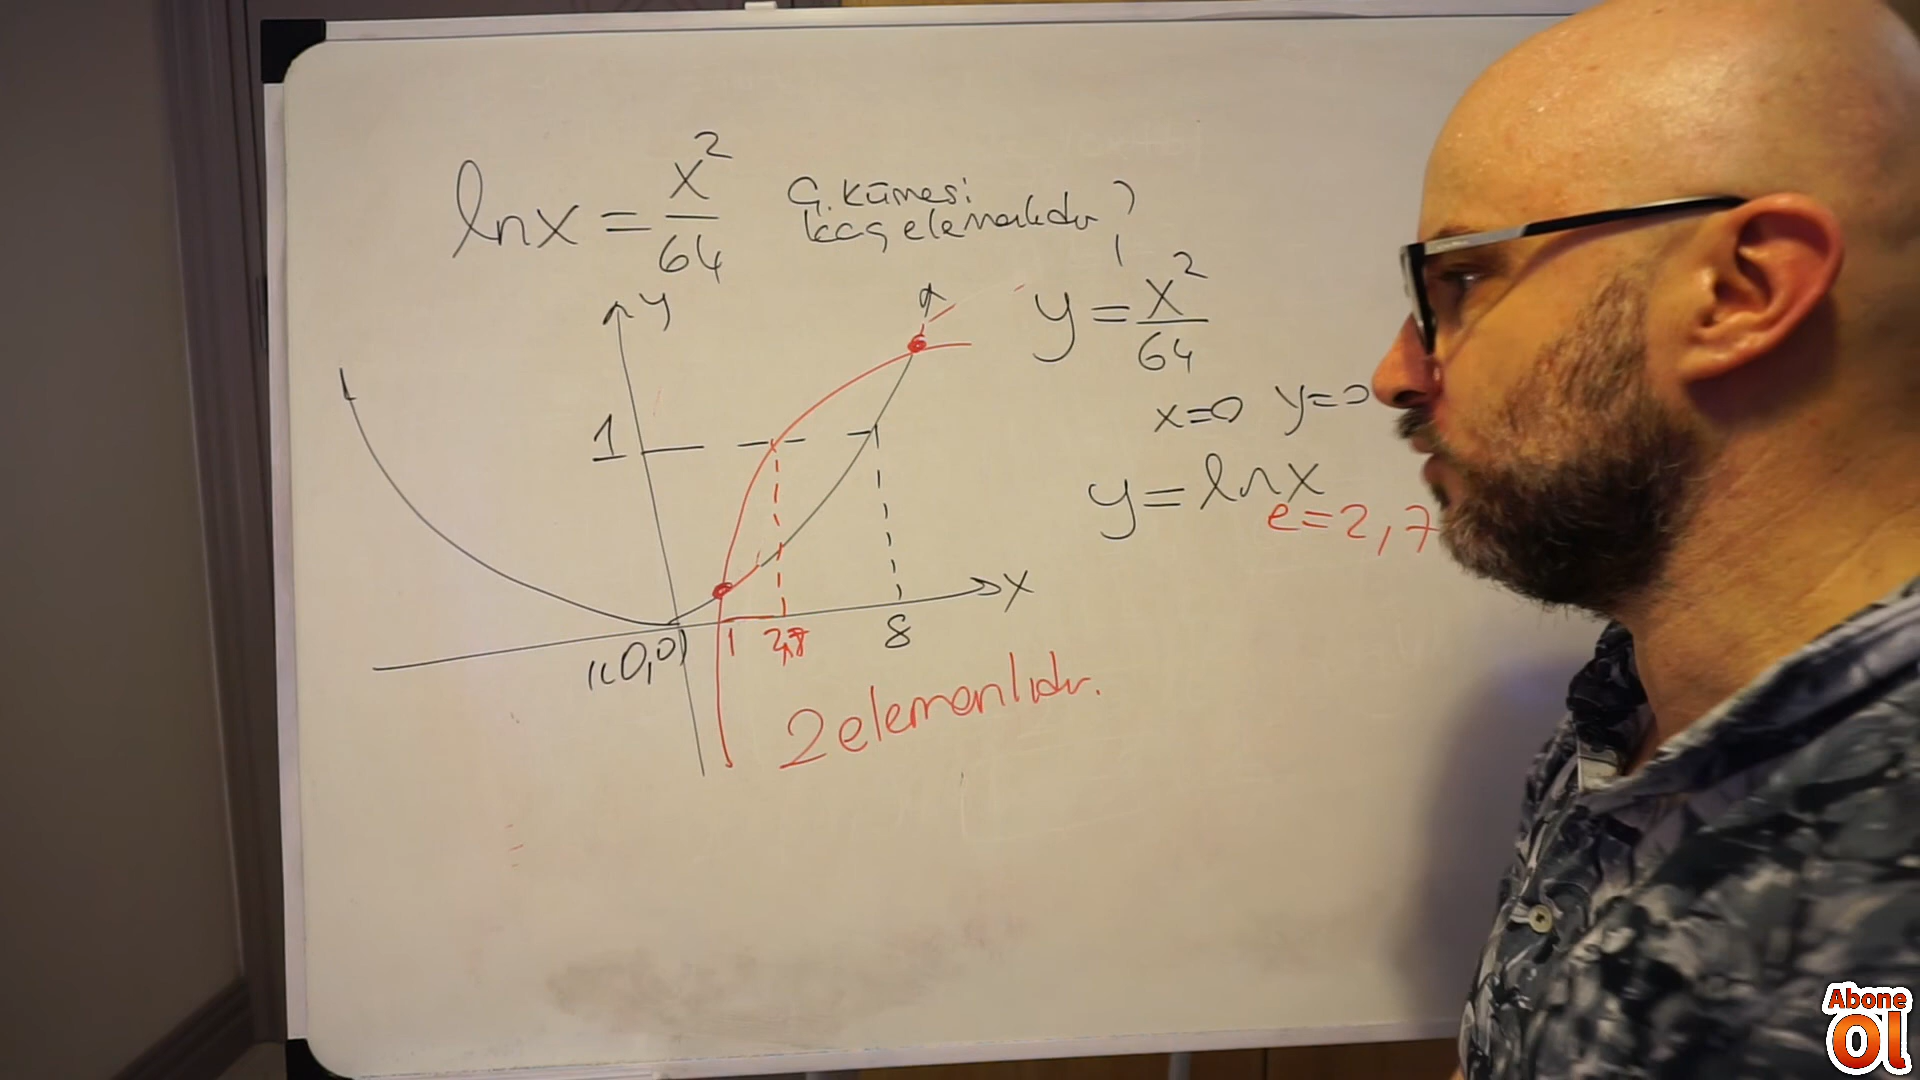 lnx = x²/64 Ç. kümesi
kaç elemanlıdır?
y
y = x²/64
x=0 y=0
1
y = lnx
e=2,7
x
(0,0) 1 2,7 8
2 elemanlıdır.
Abone
Ol